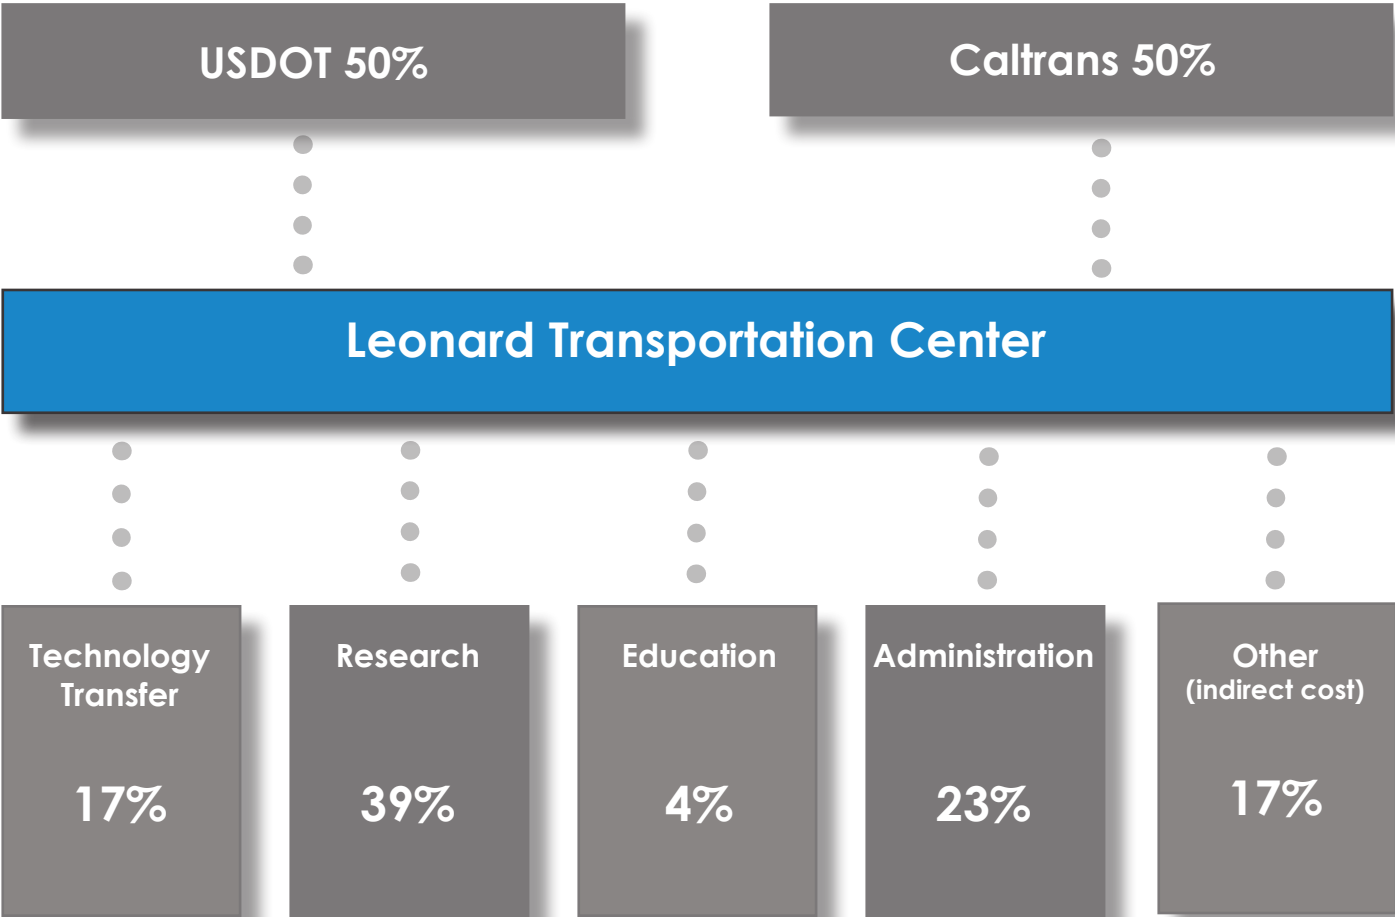 USDOT 50%
Caltrans 50%
Leonard Transportation Center
Technology
Transfer
17%
Research
39%
Education
4%
Administration
23%
Other
(indirect cost)
17%